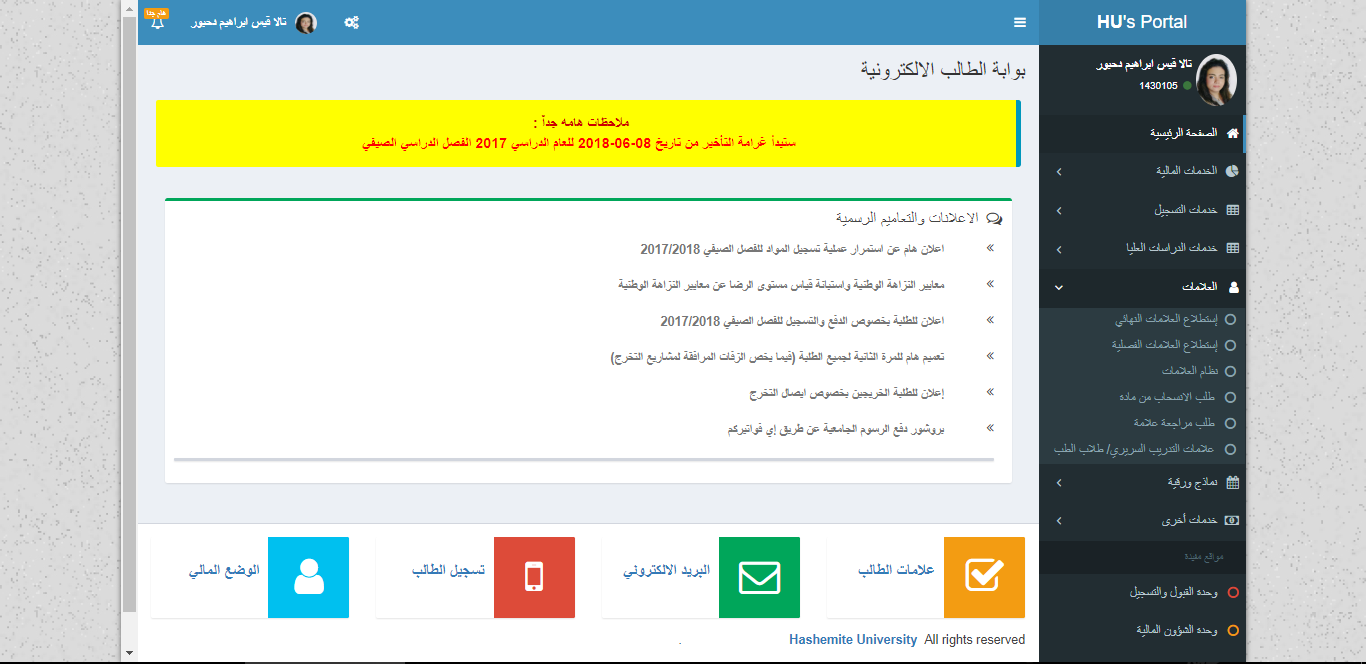 HU's Portal
هام جدا
تالا قيس ابراهيم دحبور
تالا قيس ابراهيم دحبور
1430105
الصفحة الرئيسية
الخدمات المالية
خدمات التسجيل
خدمات الدراسات العليا
العلامات
إستطلاع العلامات النهائي
إستطلاع العلامات الفصلية
نظام العلامات
طلب الانسحاب من ماده
طلب مراجعة علامة
علامات التدريب السريري/ طلاب الطب
نماذج ورقية
خدمات أخرى
مواقع مفيدة
وحدة القبول والتسجيل
وحدة الشؤون المالية
بوابة الطالب الالكترونية
ملاحظات هامه جداً :
ستبدأ غرامة التأخير من تاريخ 08-06-2018 للعام الدراسي 2017 الفصل الدراسي الصيفي
الاعلانات والتعاميم الرسمية
اعلان هام عن استمرار عملية تسجيل المواد للفصل الصيفي 2017/2018
معايير النزاهة الوطنية واستبانة قياس مستوى الرضا عن معايير النزاهة الوطنية
اعلان للطلبة بخصوص الدفع والتسجيل للفصل الصيفي 2017/2018
تعميم هام للمرة الثانية لجميع الطلبة (فيما يخص الزفات المرافقة لمشاريع التخرج)
إعلان للطلبة الخريجين بخصوص ايصال التخرج
بروشور دفع الرسوم الجامعية عن طريق إي فواتيركم
علامات الطالب
البريد الالكتروني
تسجيل الطالب
الوضع المالي
Hashemite University All rights reserved
.